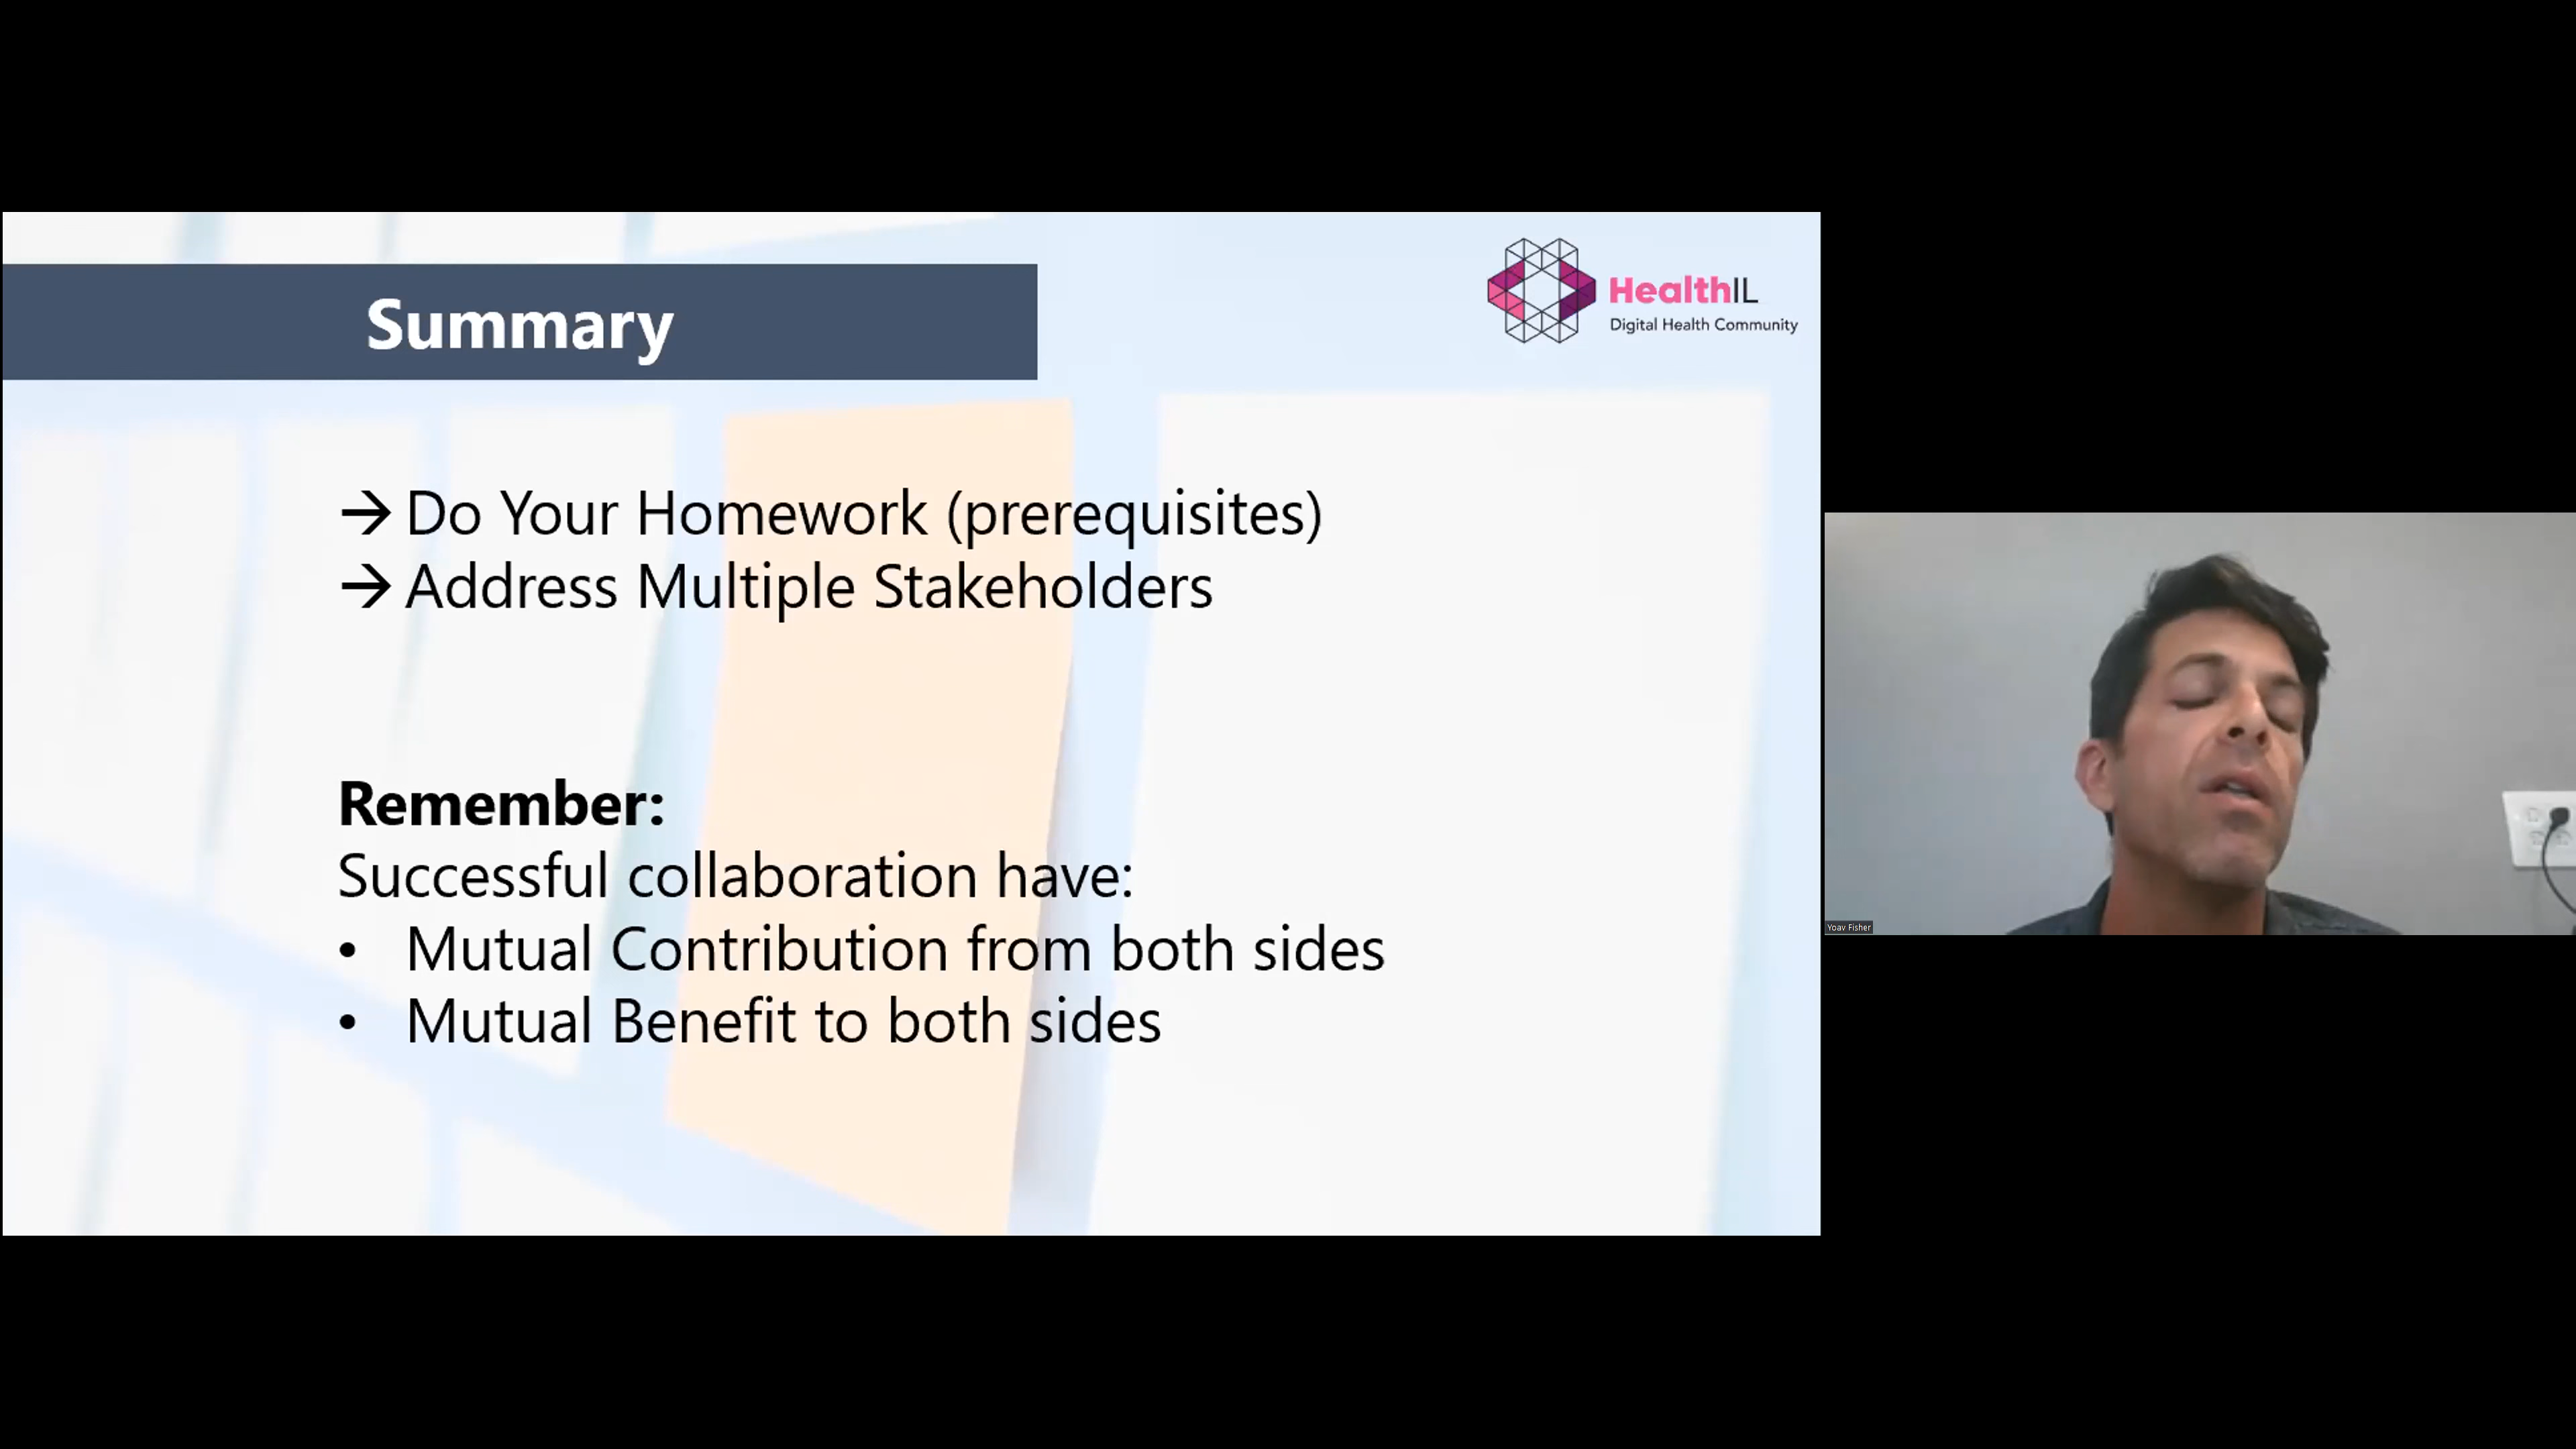 Summary
HealthIL
Digital Health Community
→ Do Your Homework (prerequisites)
→ Address Multiple Stakeholders
Remember:
Successful collaboration have:
• Mutual Contribution from both sides
• Mutual Benefit to both sides
Yoav Fisher